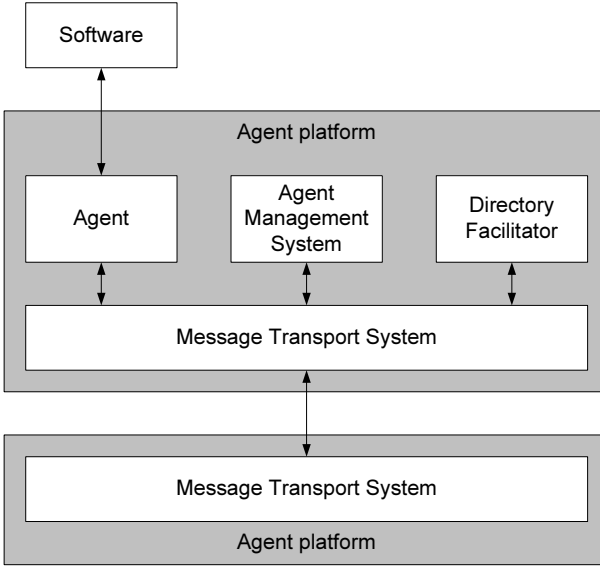 Software
Agent platform
Agent
Agent
Management
System
Directory
Facilitator
Message Transport System
Message Transport System
Agent platform